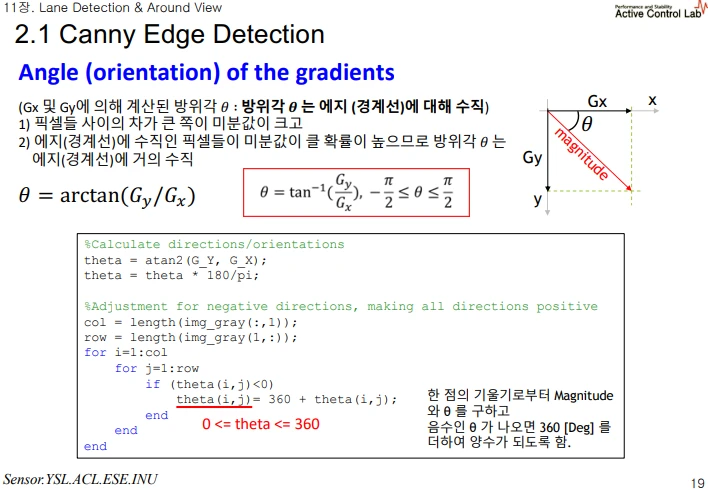 11장. Lane Detection & Around View
Performance and Stability
Active Control Lab
2.1 Canny Edge Detection
Angle (orientation) of the gradients
(Gx 및 Gy에 의해 계산된 방위각 θ : 방위각 θ 는 에지 (경계선)에 대해 수직)
1) 픽셀들 사이의 차가 큰 쪽이 미분값이 크고
2) 에지(경계선)에 수직인 픽셀들이 미분값이 클 확률이 높으므로 방위각 θ 는
에지(경계선)에 거의 수직
θ = arctan(G_y/G_x)
θ = tan⁻¹(G_y/G_x), −π/2 ≤ θ ≤ π/2
Gx
x
θ
magnitude
Gy
y
%Calculate directions/orientations
theta = atan2(G_Y, G_X);
theta = theta * 180/pi;
%Adjustment for negative directions, making all directions positive
col = length(img_gray(:,1));
row = length(img_gray(1,:));
for i=1:col
for j=1:row
if (theta(i,j)<0)
theta(i,j)= 360 + theta(i,j);
end
0 <= theta <= 360
end
end
한 점의 기울기로부터 Magnitude
와 θ 를 구하고
음수인 θ 가 나오면 360 [Deg] 를
더하여 양수가 되도록 함.
Sensor.YSL.ACL.ESE.INU
19